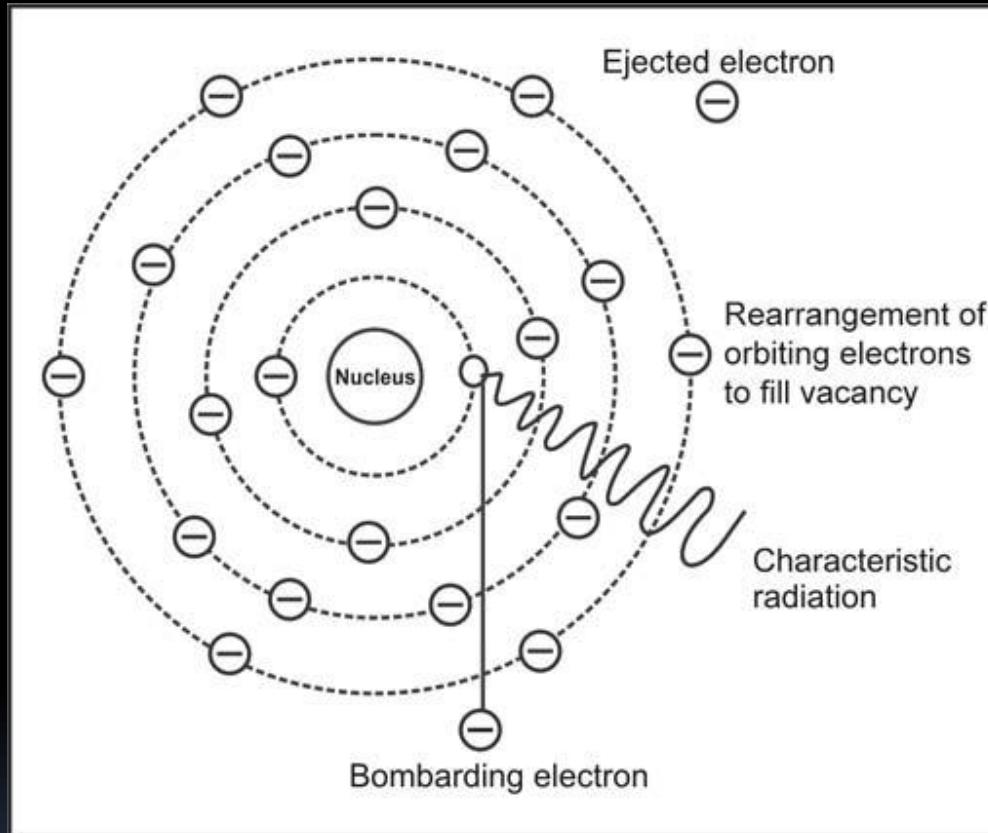 Ejected electron
Rearrangement of
orbiting electrons
to fill vacancy
Nucleus
Characteristic
radiation
Bombarding electron